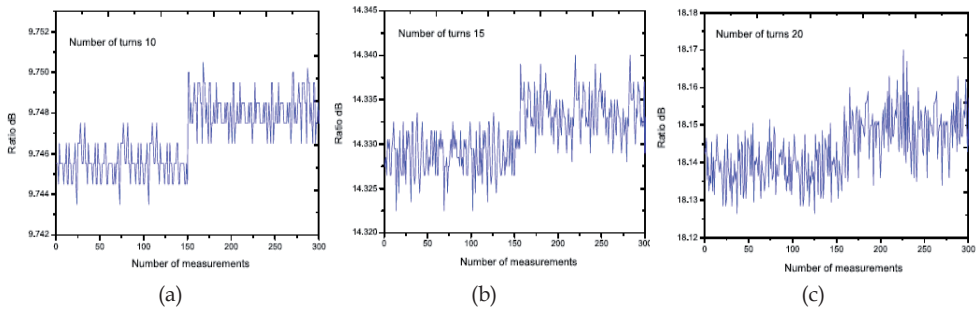 9.752
9.750
9.748
9.746
9.744
9.742
Ratio dB
Number of turns 10
0 50 100 150 200 250 300
Number of measurements
(a)
14.345
14.340
14.335
14.330
14.325
14.320
Ratio dB
Number of turns 15
0 50 100 150 200 250 300
Number of measurements
(b)
18.18
18.17
18.16
18.15
18.14
18.13
18.12
Ratio dB
Number of turns 20
0 50 100 150 200 250 300
Number of measurements
(c)